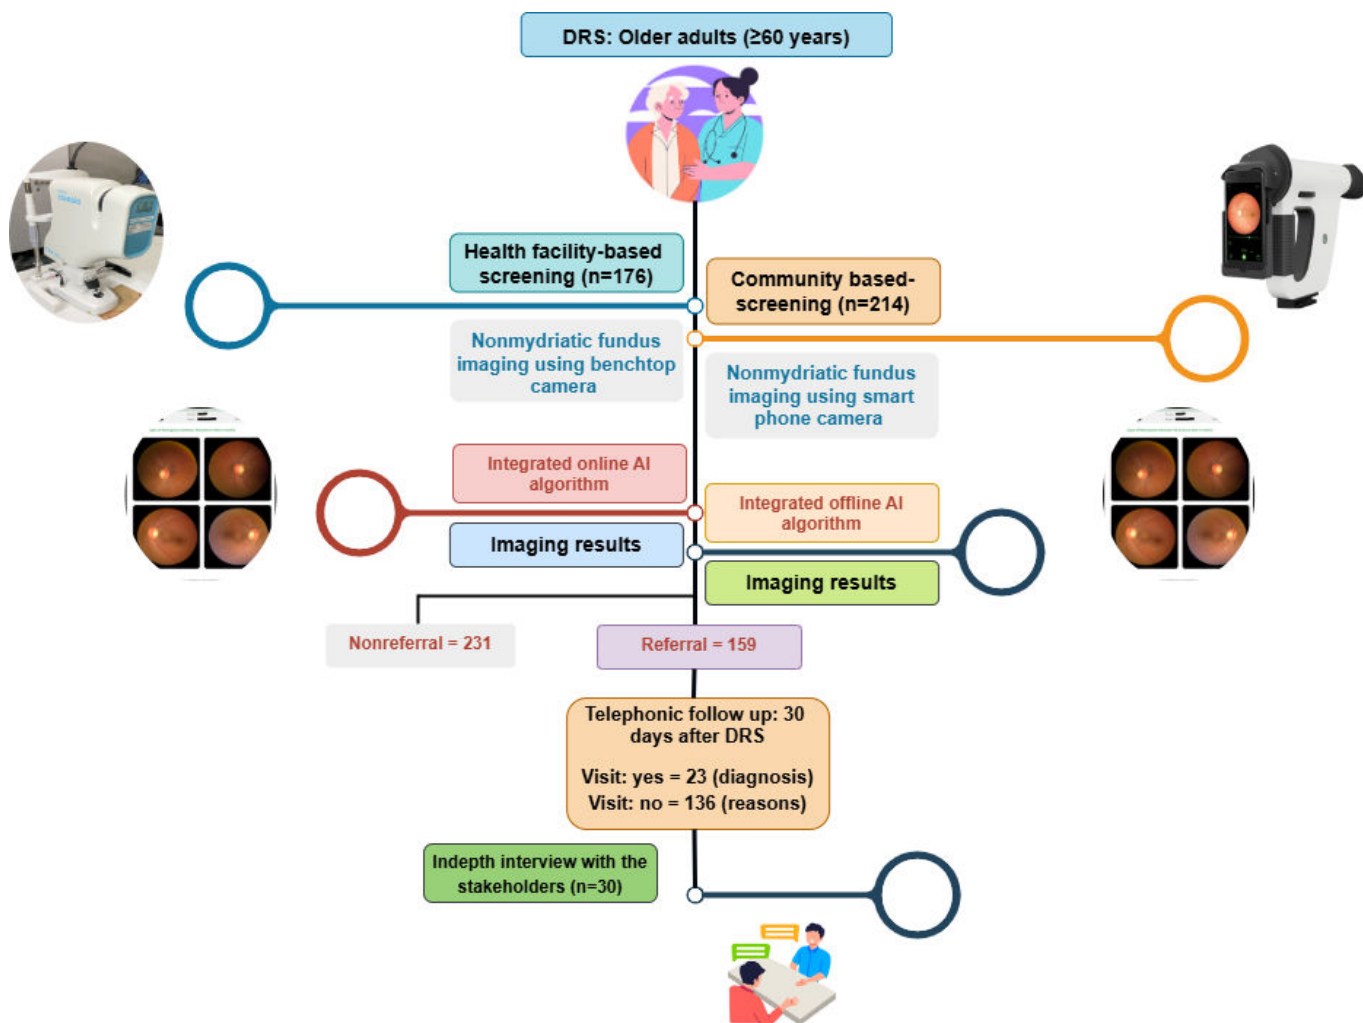 DRS: Older adults (≥60 years)
Health facility-based
screening (n=176)
Community based-
screening (n=214)
Nonmydriatic fundus
imaging using benchtop
camera
Nonmydriatic fundus
imaging using smart
phone camera
Integrated online AI
algorithm
Integrated offline AI
algorithm
Imaging results
Imaging results
Nonreferral = 231
Referral = 159
Telephonic follow up: 30
days after DRS
Visit: yes = 23 (diagnosis)
Visit: no = 136 (reasons)
Indepth interview with the
stakeholders (n=30)